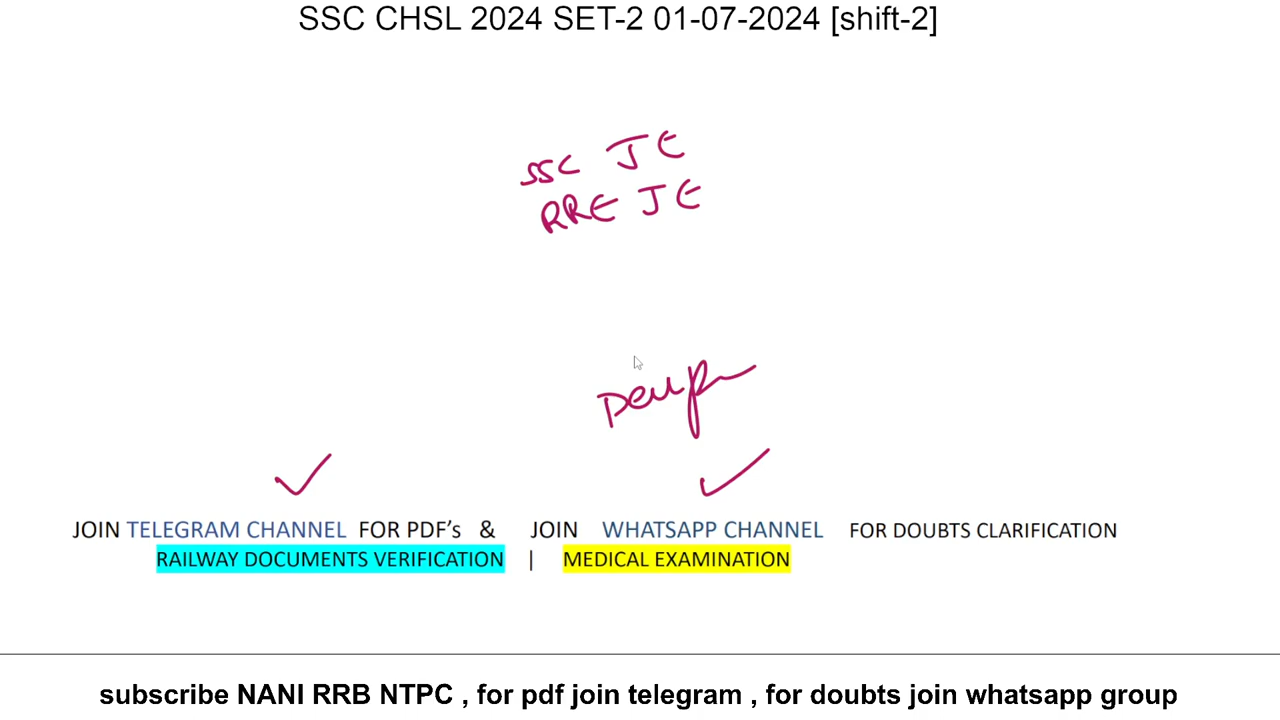 SSC CHSL 2024 SET-2 01-07-2024 [shift-2]
SSC JE
RRE JE
JOIN TELEGRAM CHANNEL FOR PDF's & JOIN WHATSAPP CHANNEL FOR DOUBTS CLARIFICATION
RAILWAY DOCUMENTS VERIFICATION | MEDICAL EXAMINATION
subscribe NANI RRB NTPC , for pdf join telegram , for doubts join whatsapp group